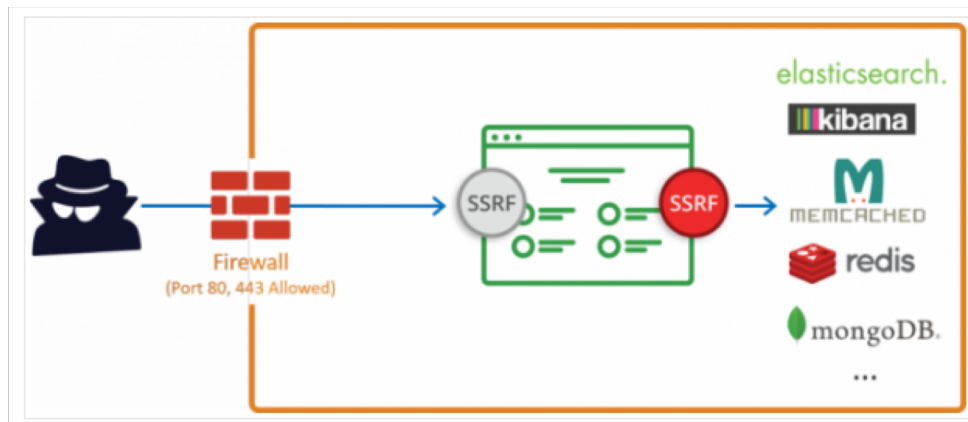 Firewall
(Port 80, 443 Allowed)
SSRF
SSRF
elasticsearch.
kibana
MEMCACHED
redis
mongoDB.
...